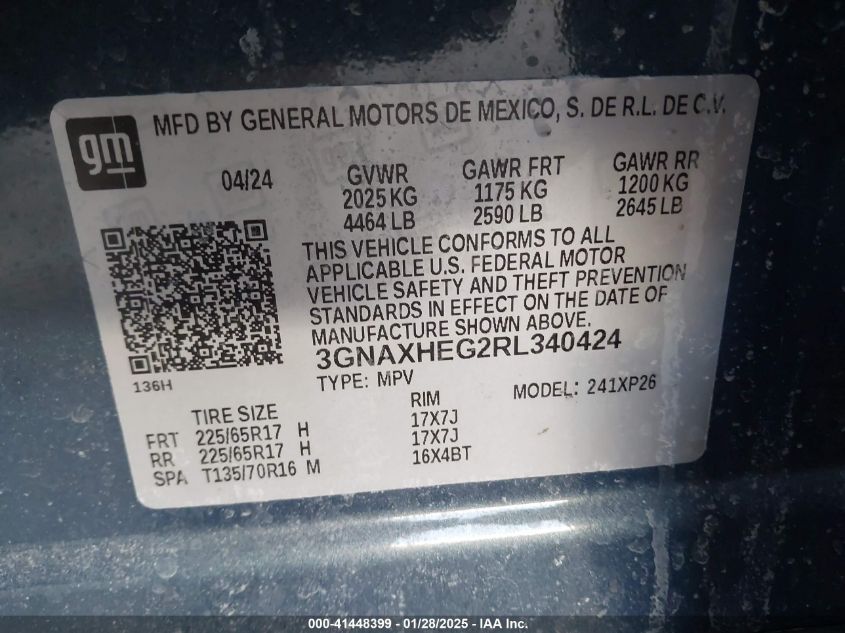 gm
MFD BY GENERAL MOTORS DE MEXICO, S. DE R.L. DE C.V.
04/24 GVWR GAWR FRT GAWR RR
2025 KG 1175 KG 1200 KG
4464 LB 2590 LB 2645 LB
THIS VEHICLE CONFORMS TO ALL
APPLICABLE U.S. FEDERAL MOTOR
VEHICLE SAFETY AND THEFT PREVENTION
STANDARDS IN EFFECT ON THE DATE OF
MANUFACTURE SHOWN ABOVE.
3GNAXHEG2RL340424
136H
TYPE: MPV MODEL: 241XP26
TIRE SIZE RIM
FRT 225/65R17 H 17X7J
RR 225/65R17 H 17X7J
SPA T135/70R16 M 16X4BT
000-41448399 | 01/28/2025 - IAA Inc.